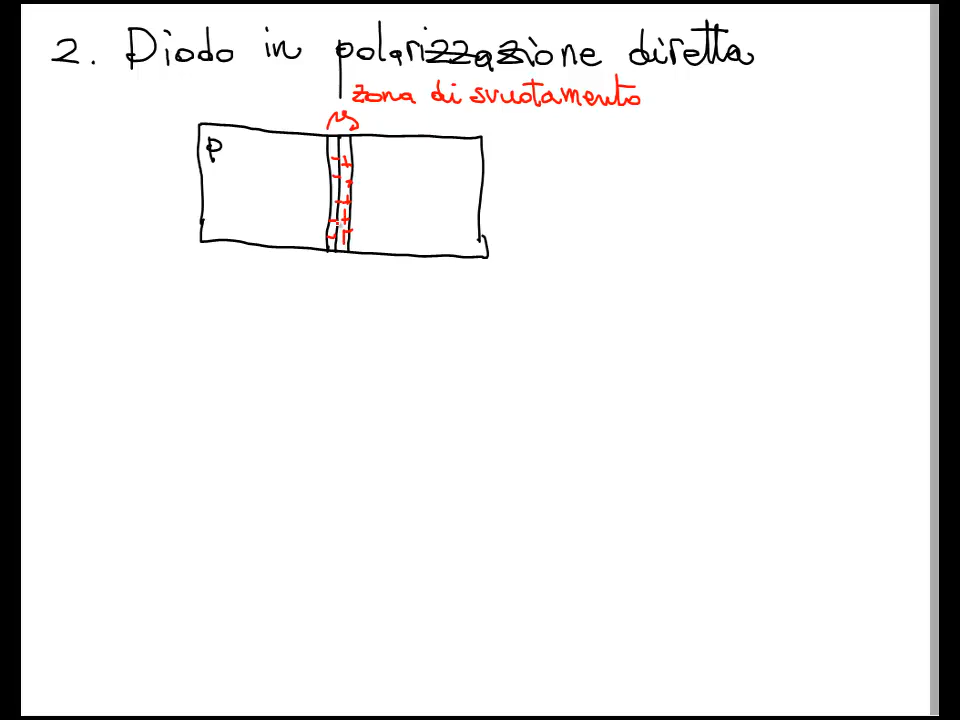 2. Diodo in polarizzazione diretta
zona di svuotamento
P
- +
- +
- +
- +
- +